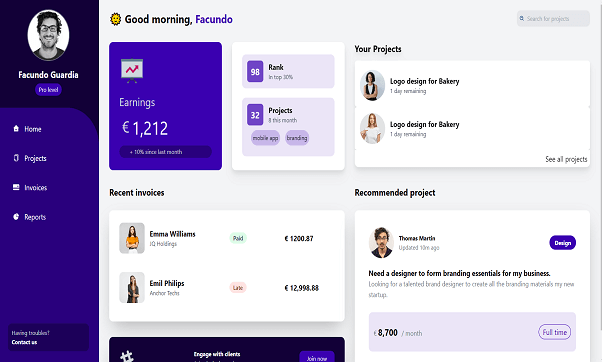 Facundo Guardia
Pro level
Home
Projects
Invoices
Reports
Having troubles?
Contact us
Good morning, Facundo
Search for projects
Earnings
€ 1,212
+ 10% since last month
98
Rank
In top 30%
32
Projects
8 this month
mobile app
branding
Your Projects
Logo design for Bakery
1 day remaining
Logo design for Bakery
1 day remaining
See all projects
Recent invoices
Emma Williams
IQ Holdings
Paid
€ 1200.87
Emil Philips
Anchor Techs
Late
€ 12,998.88
Engage with clients
Join now
Recommended project
Thomas Martin
Updated 10m ago
Design
Need a designer to form branding essentials for my business.
Looking for a talented brand designer to create all the branding materials my new
startup.
€ 8,700 / month
Full time